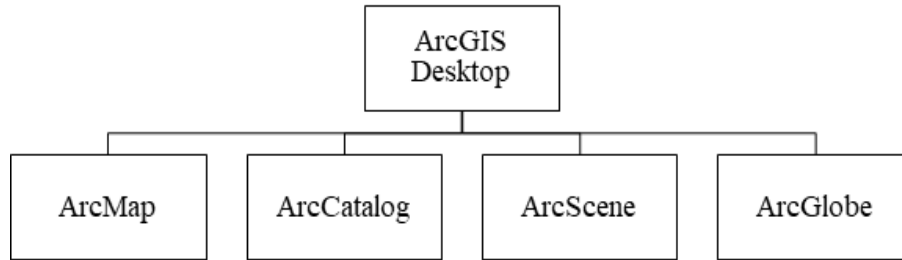 ArcGIS
Desktop
ArcMap
ArcCatalog
ArcScene
ArcGlobe